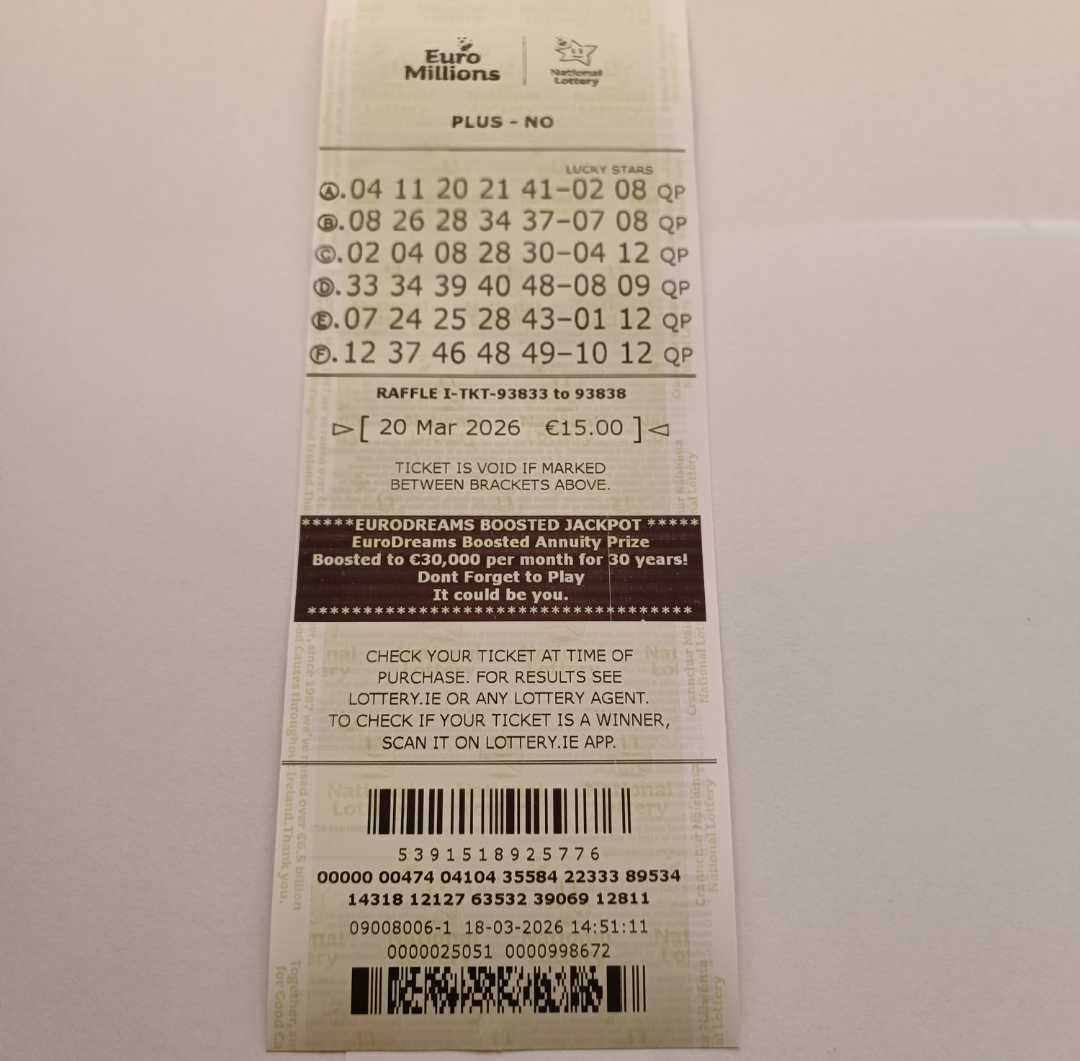 Euro
Millions
National
Lottery
PLUS - NO
LUCKY STARS
Ⓐ.04 11 20 21 41-02 08 QP
Ⓑ.08 26 28 34 37-07 08 QP
Ⓒ.02 04 08 28 30-04 12 QP
Ⓓ.33 34 39 40 48-08 09 QP
Ⓔ.07 24 25 28 43-01 12 QP
Ⓕ.12 37 46 48 49-10 12 QP
RAFFLE I-TKT-93833 to 93838
▷[ 20 Mar 2026 €15.00 ]◁
TICKET IS VOID IF MARKED
BETWEEN BRACKETS ABOVE.
*****EURODREAMS BOOSTED JACKPOT *****
EuroDreams Boosted Annuity Prize
Boosted to €30,000 per month for 30 years!
Dont Forget to Play
It could be you.
**********************************
CHECK YOUR TICKET AT TIME OF
PURCHASE. FOR RESULTS SEE
LOTTERY.IE OR ANY LOTTERY AGENT.
TO CHECK IF YOUR TICKET IS A WINNER,
SCAN IT ON LOTTERY.IE APP.
5391518925776
00000 00474 04104 35584 22333 89534
14318 12127 63532 39069 12811
09008006-1 18-03-2026 14:51:11
0000025051 0000998672